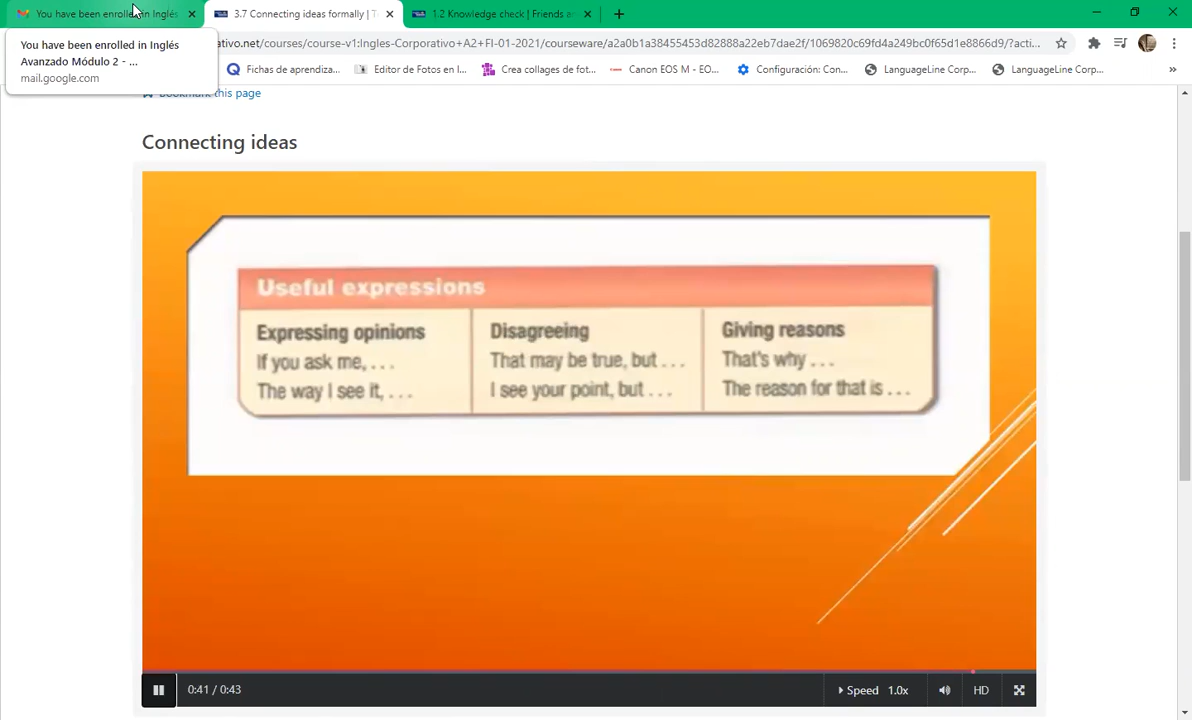 You have been enrolled in Inglés
3.7 Connecting ideas formally | T
1.2 Knowledge check | Friends a
You have been enrolled in Inglés
Avanzado Módulo 2 - ...
mail.google.com
ativo.net/courses/course-v1:Ingles-Corporativo+A2+FI-01-2021/courseware/a2a0b1a38455453d82888a22eb7dae2f/1069820c69fd4a249bc0f65d1e8869a3/?acti...
Fichas de aprendiza...
Editor de Fotos en l...
Crea collages de fot...
Canon EOS M - EO...
Configuración: Con...
LanguageLine Corp...
LanguageLine Corp...
»
Bookmark this page
Connecting ideas
Useful expressions
Expressing opinions
If you ask me, . . .
The way I see it, . . .
Disagreeing
That may be true, but . . .
I see your point, but . . .
Giving reasons
That's why . . .
The reason for that is . . .
0:41 / 0:43
Speed 1.0x
HD